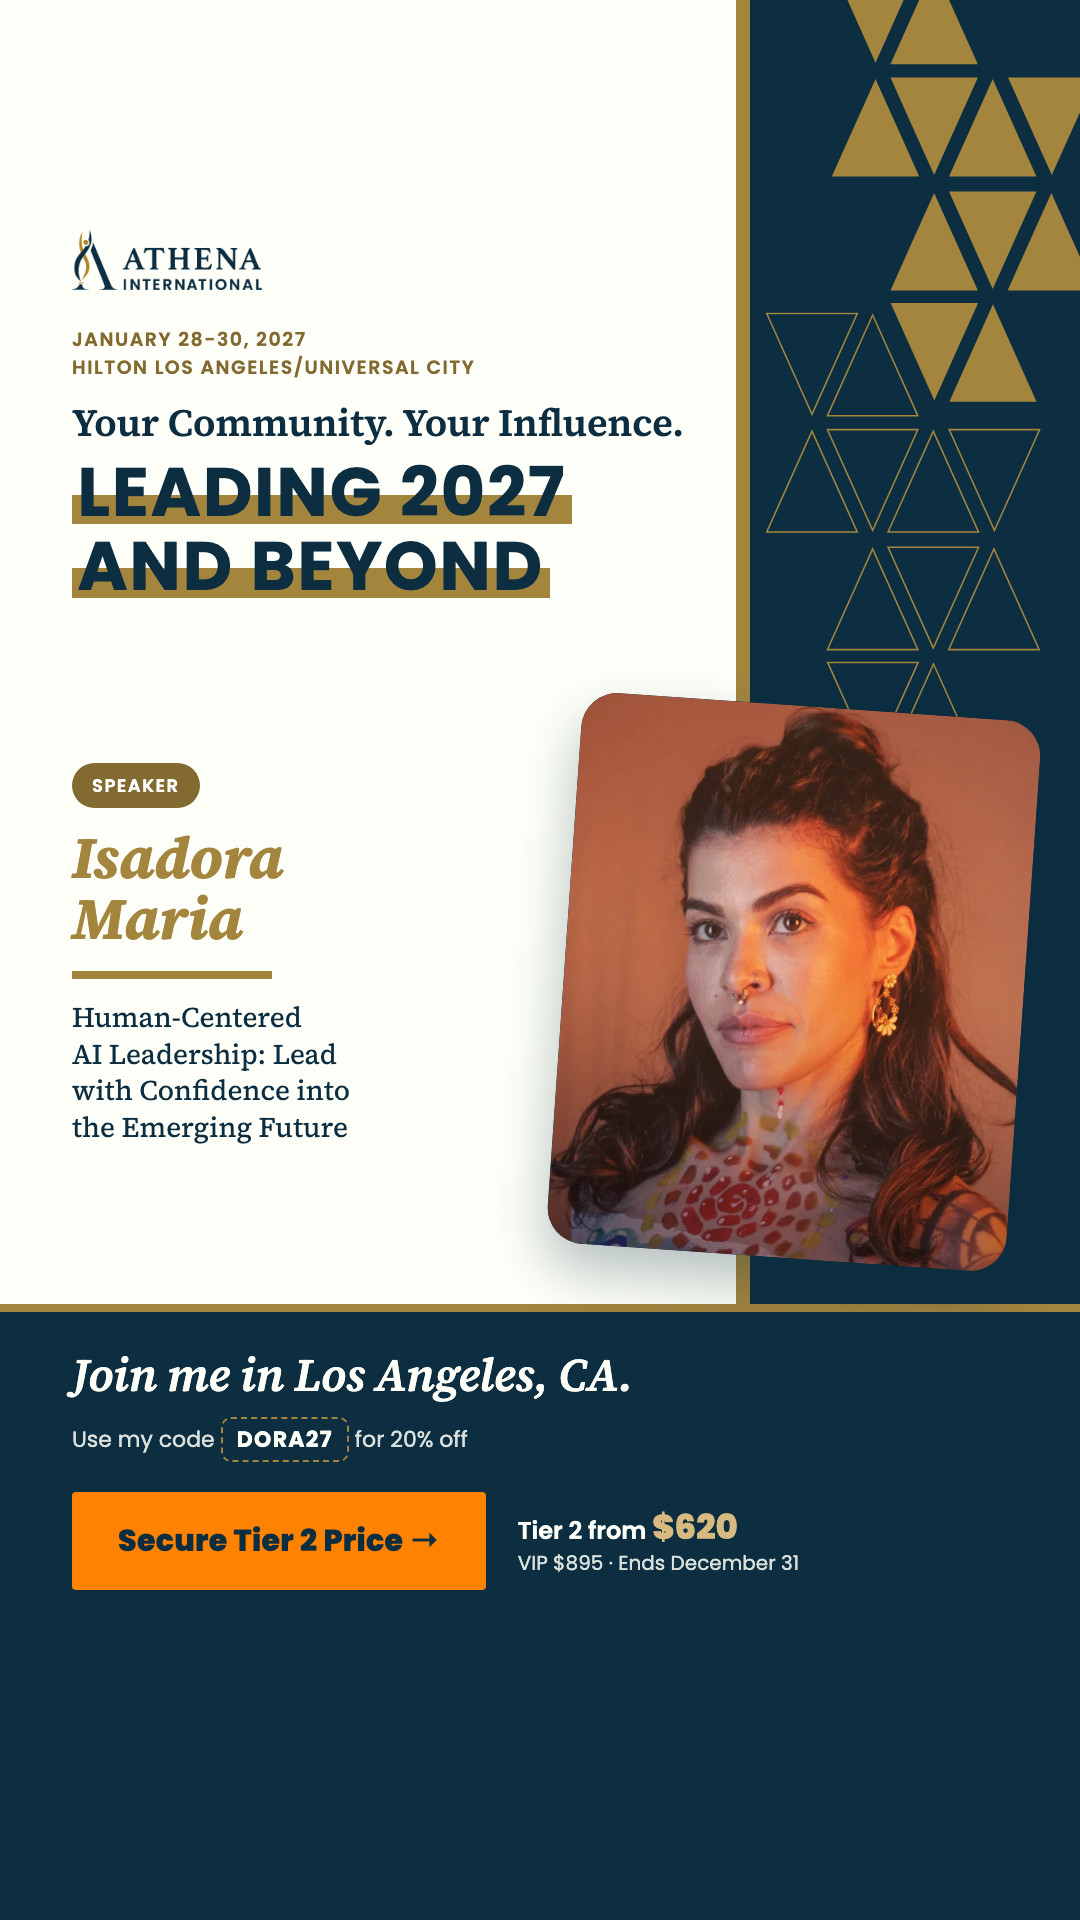 ATHENA
INTERNATIONAL
JANUARY 28-30, 2027
HILTON LOS ANGELES/UNIVERSAL CITY
Your Community. Your Influence.
LEADING 2027
AND BEYOND
SPEAKER
Isadora
Maria
Human-Centered
AI Leadership: Lead
with Confidence into
the Emerging Future
Join me in Los Angeles, CA.
Use my code DORA27 for 20% off
Secure Tier 2 Price →
Tier 2 from $620
VIP $895 · Ends December 31